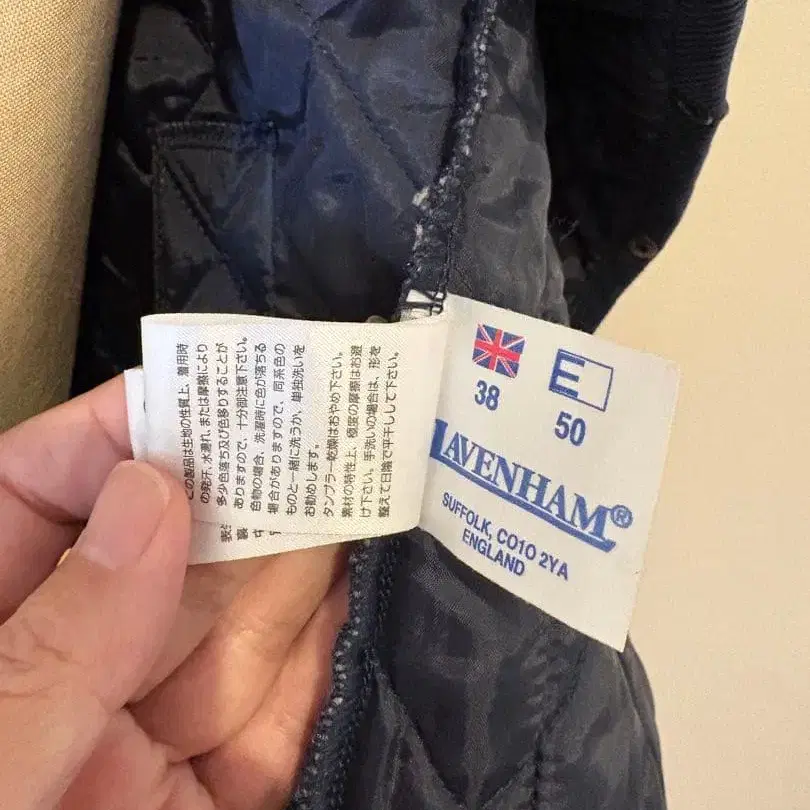 この製品は生地の性質上、着用時
の発汗、水濡れ、または摩擦により
多少色落ち及び色移りすることが
ありますので、十分御注意下さい。
色物の場合、洗濯時に色が落ちる
場合がありますので、同系色の
ものと一緒に洗うか、単独洗いを
お勧めします。
タンブラー乾燥はおやめ下さい。
素材の特性上、極度の摩擦はお避
け下さい。手洗いの場合は、形を
整えて日陰で平干しして下さい。
38
E
50
LAVENHAM®
SUFFOLK, CO10 2YA
ENGLAND